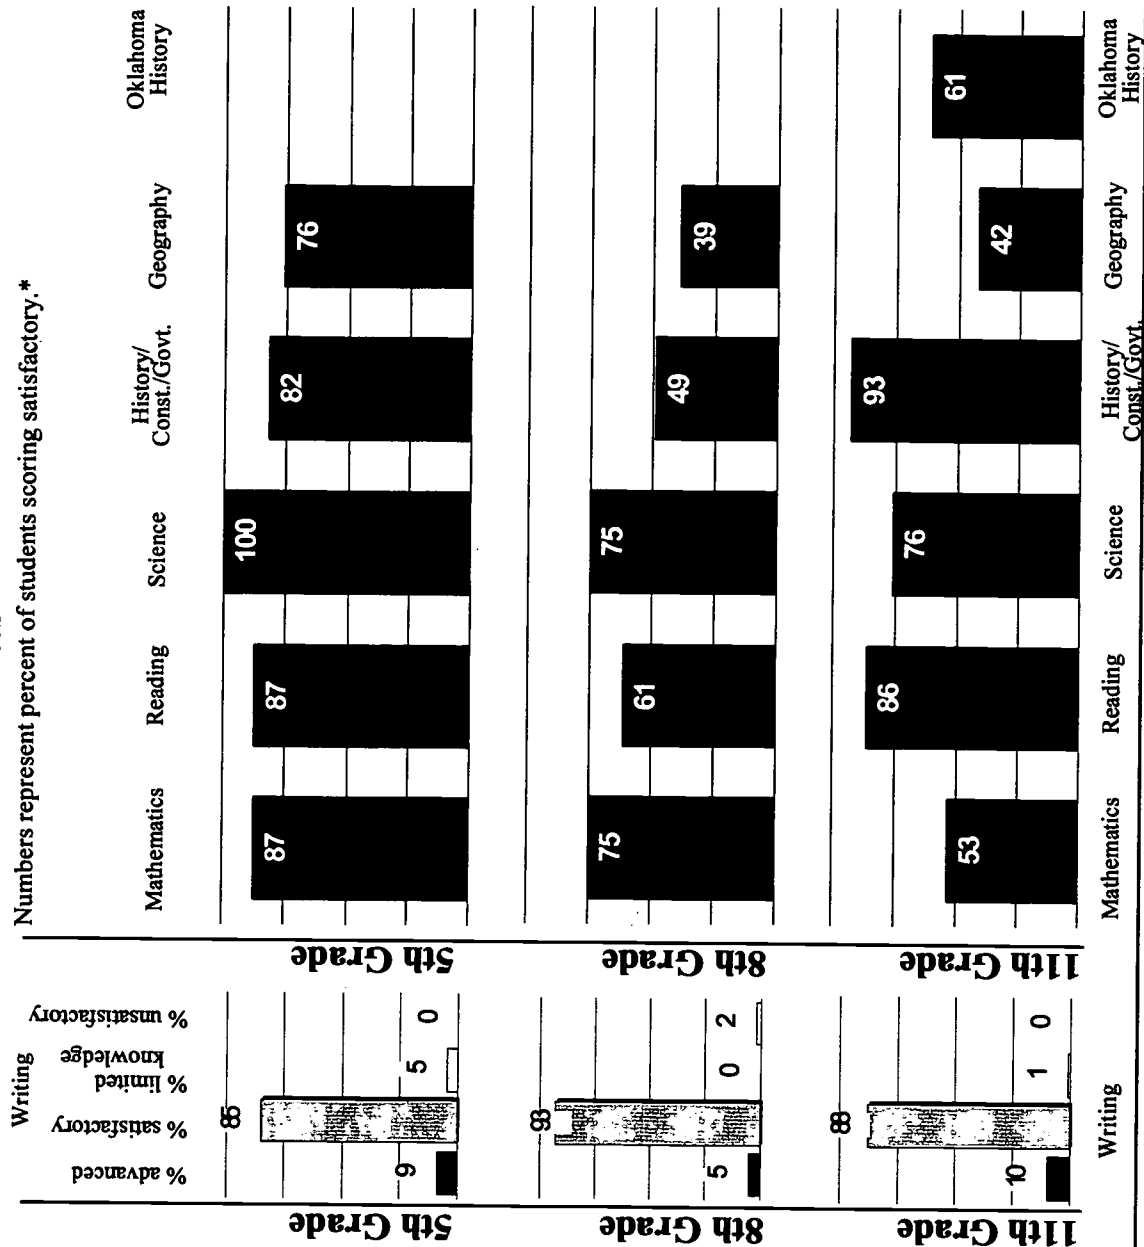 Numbers represent percent of students scoring satisfactory.*
Writing
% advanced
% satisfactory
% limited
knowledge
% unsatisfactory
Mathematics
Reading
Science
History/
Const./Govt.
Geography
Oklahoma
History
5th Grade
9
5
0
5th Grade
87
87
100
82
76
8th Grade
5
93
0
2
8th Grade
75
61
75
49
39
11th Grade
10
88
1
0
11th Grade
53
86
76
93
42
61
Writing
Mathematics
Reading
Science
History/
Const./Govt.
Geography
Oklahoma
History